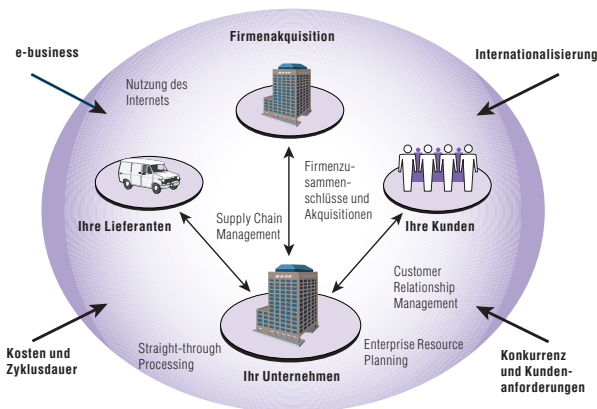 Firmenakquisition
e-business
Internationalisierung
Nutzung des
Internets
Firmenzu-
sammen-
schlüsse und
Akquisitionen
Ihre Lieferanten
Supply Chain
Management
Ihre Kunden
Customer
Relationship
Management
Kosten und
Zyklusdauer
Straight-through
Processing
Ihr Unternehmen
Enterprise Resource
Planning
Konkurrenz
und Kunden-
anforderungen